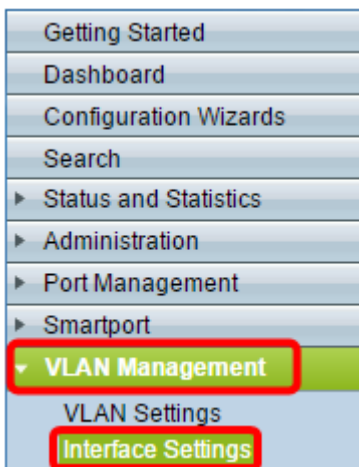 Getting Started
Dashboard
Configuration Wizards
Search
Status and Statistics
Administration
Port Management
Smartport
VLAN Management
VLAN Settings
Interface Settings